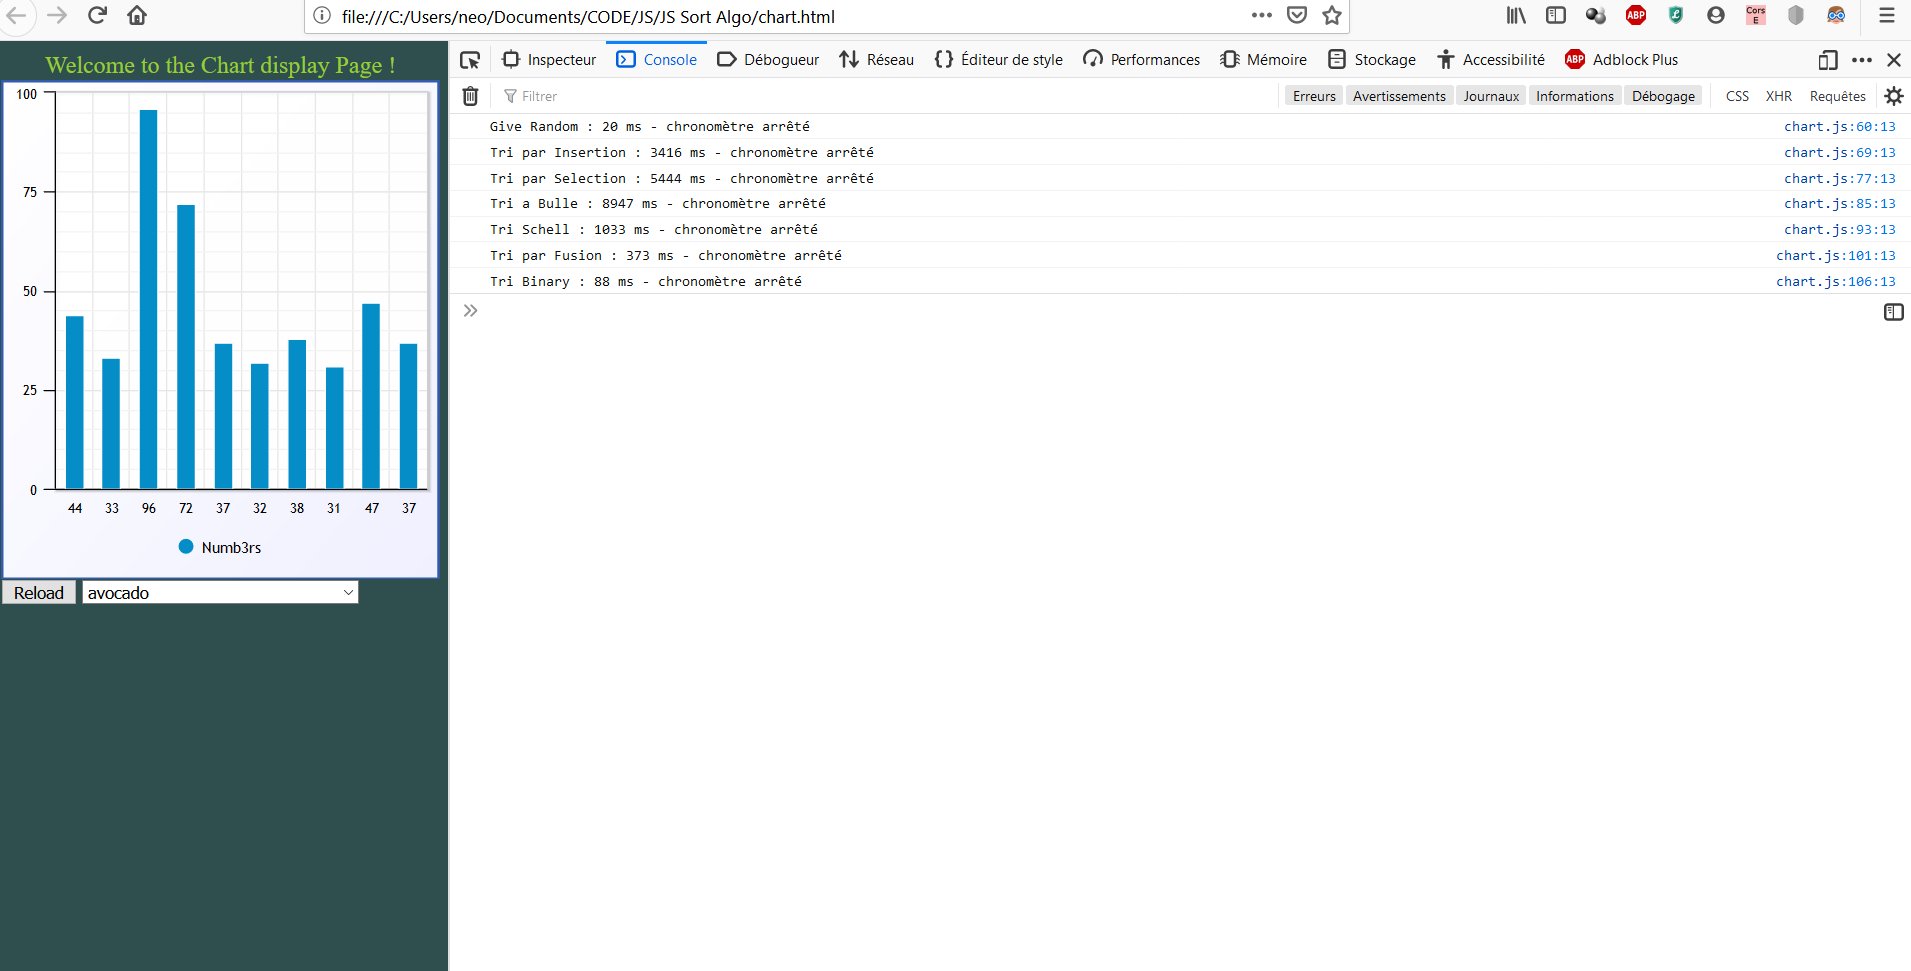 file:///C:/Users/neo/Documents/CODE/JS/JS Sort Algo/chart.html
ABP
Cors
E
Welcome to the Chart display Page !
100
75
50
25
0
44 33 96 72 37 32 38 31 47 37
Numb3rs
Reload avocado
Inspecteur Console Débogueur Réseau {} Éditeur de style Performances Mémoire Stockage Accessibilité ABP Adblock Plus
Filtrer Erreurs Avertissements Journaux Informations Débogage CSS XHR Requêtes
Give Random : 20 ms - chronomètre arrêté chart.js:60:13
Tri par Insertion : 3416 ms - chronomètre arrêté chart.js:69:13
Tri par Selection : 5444 ms - chronomètre arrêté chart.js:77:13
Tri a Bulle : 8947 ms - chronomètre arrêté chart.js:85:13
Tri Schell : 1033 ms - chronomètre arrêté chart.js:93:13
Tri par Fusion : 373 ms - chronomètre arrêté chart.js:101:13
Tri Binary : 88 ms - chronomètre arrêté chart.js:106:13